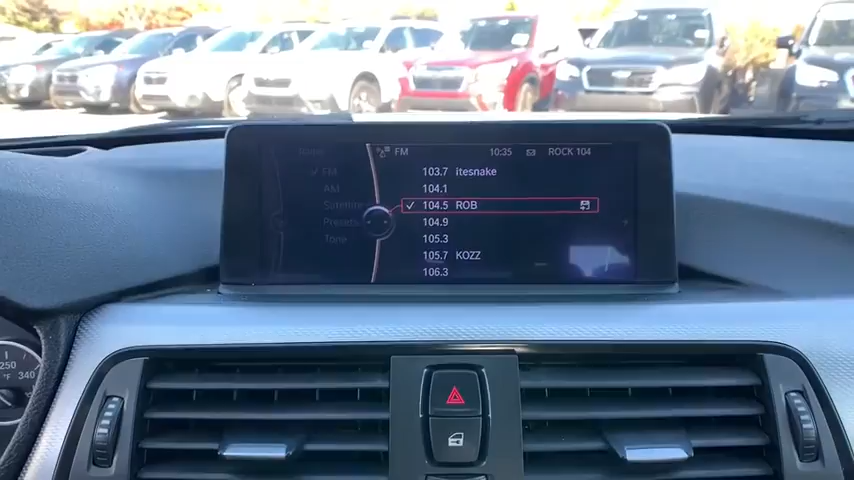 FM 10:35 ROCK 104
FM
AM
Satellite
Presets
Tone
103.7 itesnake
104.1
104.5 ROB
104.9
105.3
105.7 KOZZ
106.3
250
°F 340